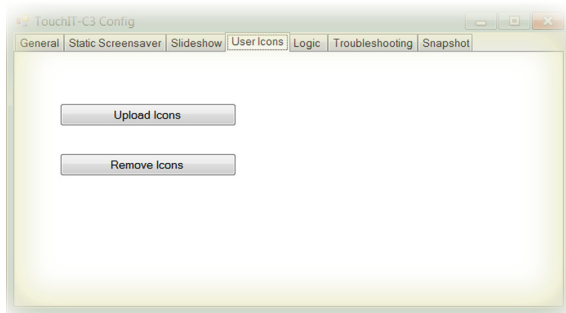 TouchIT-C3 Config
General Static Screensaver Slideshow User Icons Logic Troubleshooting Snapshot
Upload Icons
Remove Icons